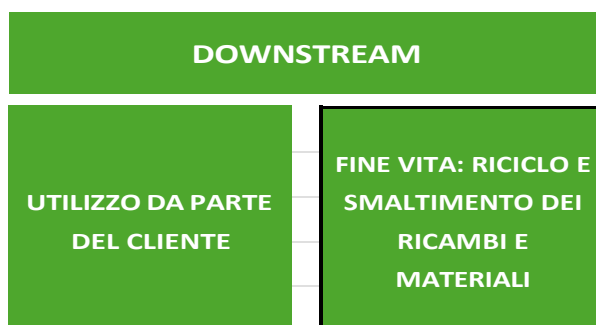 DOWNSTREAM
UTILIZZO DA PARTE
DEL CLIENTE
FINE VITA: RICICLO E
SMALTIMENTO DEI
RICAMBI E
MATERIALI